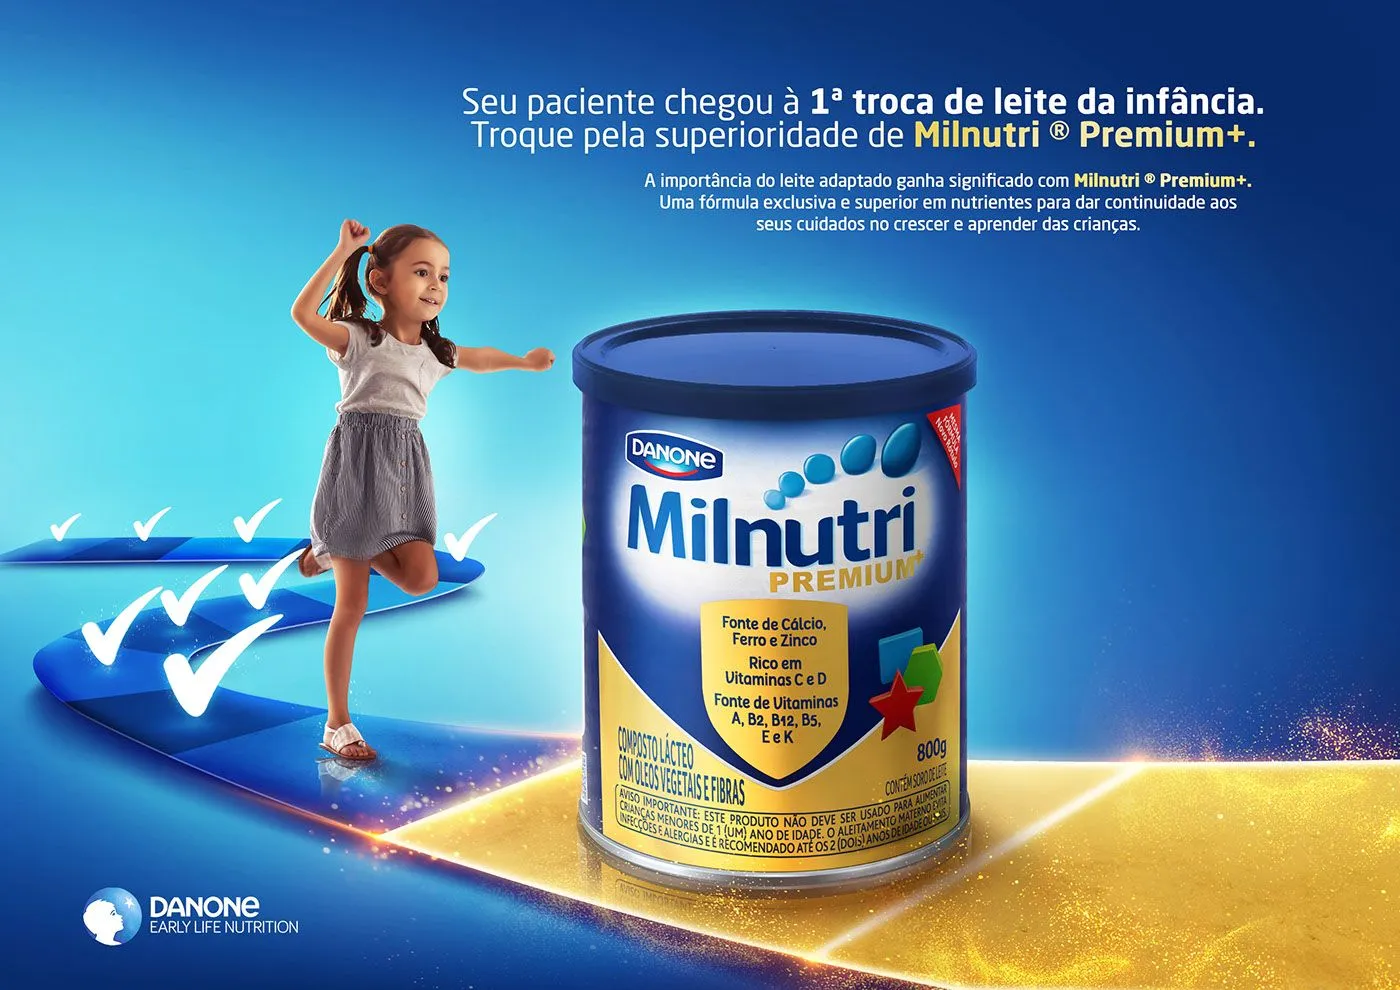 Seu paciente chegou à 1ª troca de leite da infância.
Troque pela superioridade de Milnutri ® Premium+.
A importância do leite adaptado ganha significado com Milnutri ® Premium+.
Uma fórmula exclusiva e superior em nutrientes para dar continuidade aos
seus cuidados no crescer e aprender das crianças.
MESMA
FÓRMULA
Novo Rótulo
DANONE
Milnutri
PREMIUM+
Fonte de Cálcio,
Ferro e Zinco
Rico em
Vitaminas C e D
Fonte de Vitaminas
A, B2, B12, B5,
E e K
COMPOSTO LÁCTEO
COM ÓLEOS VEGETAIS E FIBRAS
800g
CONTÉM SORO DE LEITE
AVISO IMPORTANTE: ESTE PRODUTO NÃO DEVE SER USADO PARA ALIMENTAR
CRIANÇAS MENORES DE 1 (UM) ANO DE IDADE. O ALEITAMENTO MATERNO EVITA
INFECÇÕES E ALERGIAS E É RECOMENDADO ATÉ OS 2 (DOIS) ANOS DE IDADE OU
DANONE
EARLY LIFE NUTRITION